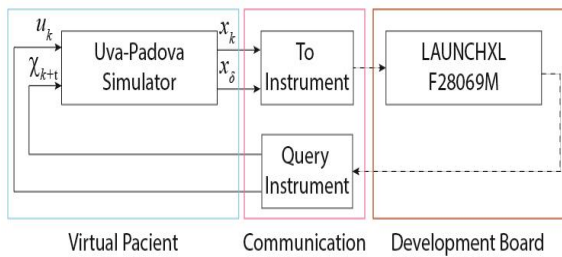 u_k
χ_{k+t}
Uva-Padova
Simulator
x_k
x_δ
To
Instrument
LAUNCHXL
F28069M
Query
Instrument
Virtual Pacient
Communication
Development Board